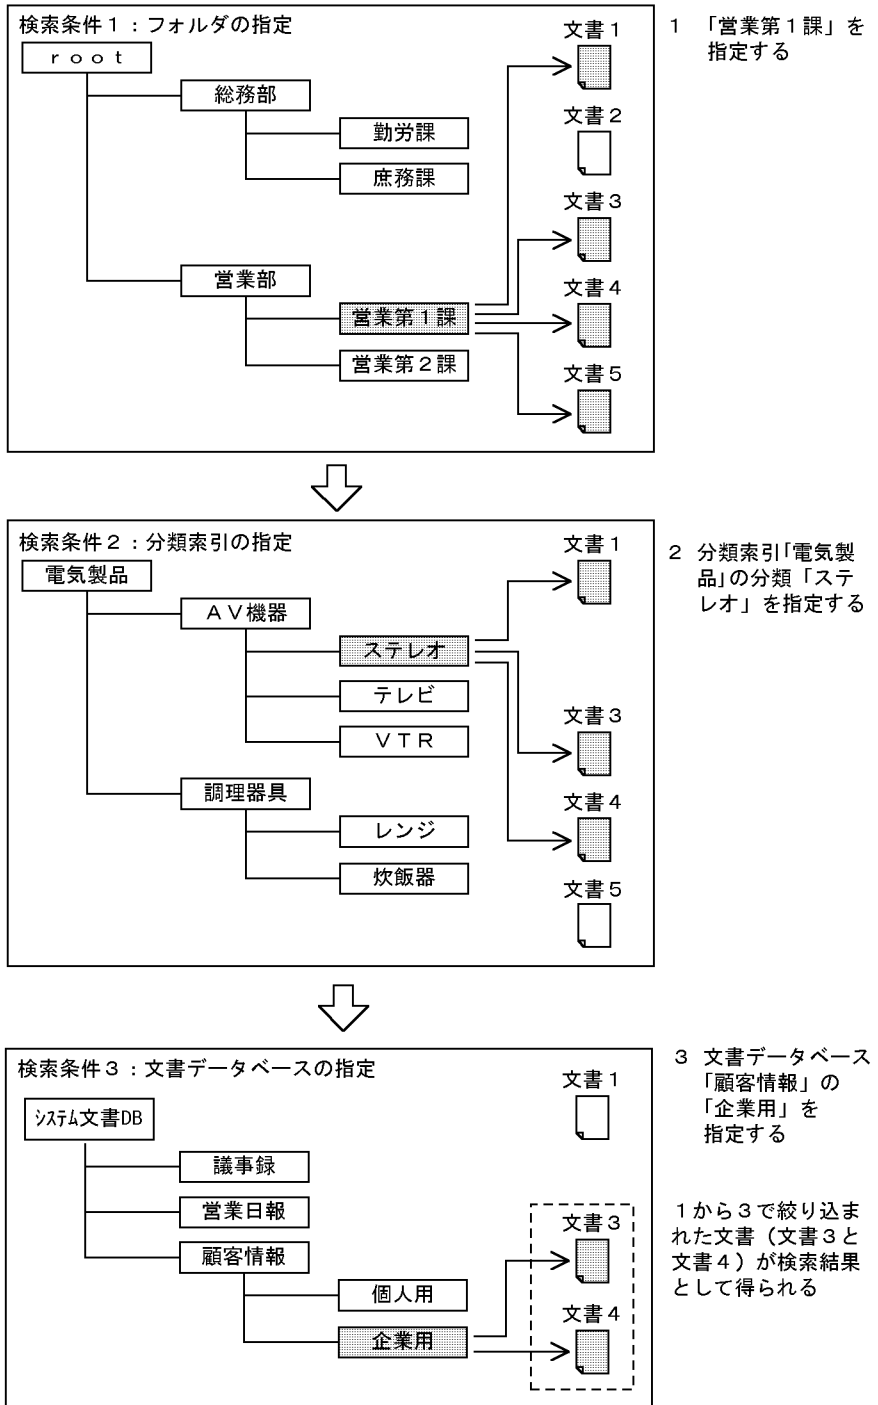 検索条件１：フォルダの指定
ｒｏｏｔ
総務部
勤労課
庶務課
営業部
営業第１課
営業第２課
文書１
文書２
文書３
文書４
文書５
１　「営業第１課」を
指定する
検索条件２：分類索引の指定
電気製品
ＡＶ機器
ステレオ
テレビ
ＶＴＲ
調理器具
レンジ
炊飯器
文書１
文書３
文書４
文書５
２　分類索引「電気製
品」の分類「ステ
レオ」を指定する
検索条件３：文書データベースの指定
ｼｽﾃﾑ文書DB
議事録
営業日報
顧客情報
個人用
企業用
文書１
文書３
文書４
３　文書データベース
「顧客情報」の
「企業用」を
指定する
１から３で絞り込ま
れた文書（文書３と
文書４）が検索結果
として得られる